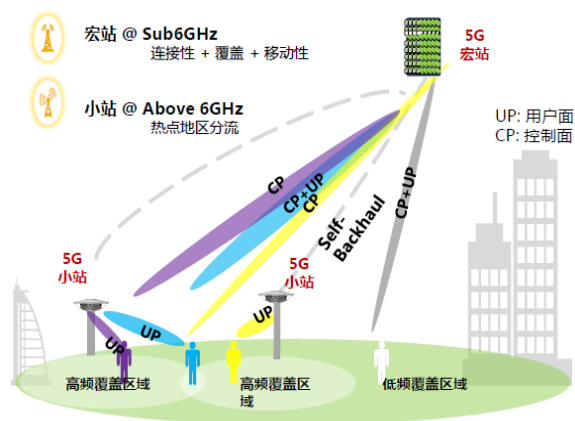 宏站 @ Sub6GHz
连接性 + 覆盖 + 移动性
小站 @ Above 6GHz
热点地区分流
5G
宏站
UP: 用户面
CP: 控制面
CP
CP+UP
CP
Self-
Backhaul
CP+UP
5G
小站
5G
小站
UP
UP
UP
高频覆盖区域
高频覆盖区
域
低频覆盖区域